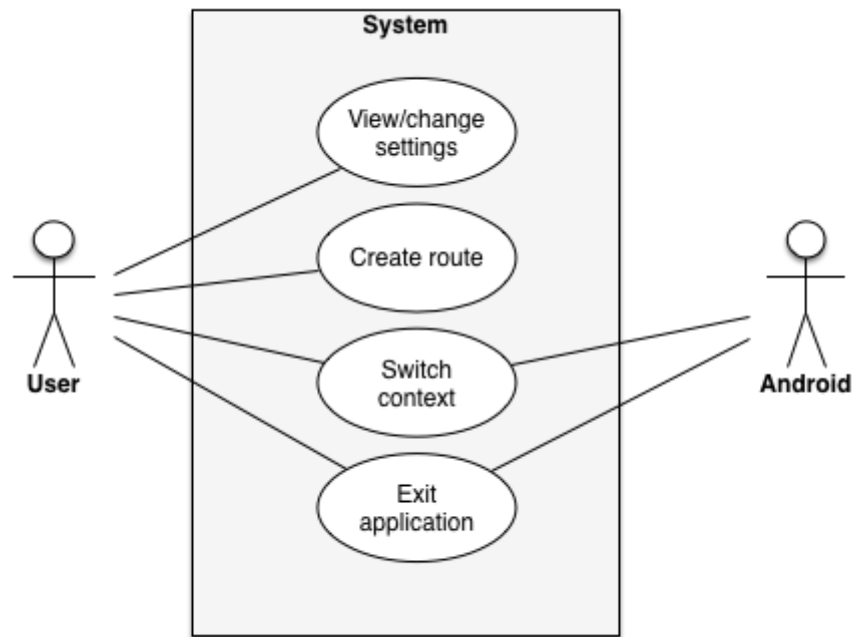 System
View/change
settings
Create route
Switch
context
Exit
application
User
Android